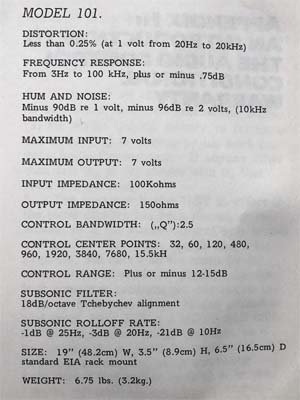 MODEL 101.
DISTORTION:
Less than 0.25% (at 1 volt from 20Hz to 20kHz)
FREQUENCY RESPONSE:
From 3Hz to 100 kHz, plus or minus .75dB
HUM AND NOISE:
Minus 90dB re 1 volt, minus 96dB re 2 volts, (10kHz
bandwidth)
MAXIMUM INPUT: 7 volts
MAXIMUM OUTPUT: 7 volts
INPUT IMPEDANCE: 100Kohms
OUTPUT IMPEDANCE: 150ohms
CONTROL BANDWIDTH: („Q"):2.5
CONTROL CENTER POINTS: 32, 60, 120, 480,
960, 1920, 3840, 7680, 15.5kH
CONTROL RANGE: Plus or minus 12-15dB
SUBSONIC FILTER:
18dB/octave Tchebychev alignment
SUBSONIC ROLLOFF RATE:
-1dB @ 25Hz, -3dB @ 20Hz, -21dB @ 10Hz
SIZE: 19" (48.2cm) W, 3.5" (8.9cm) H, 6.5" (16.5cm) D
standard EIA rack mount
WEIGHT: 6.75 lbs. (3.2kg.)